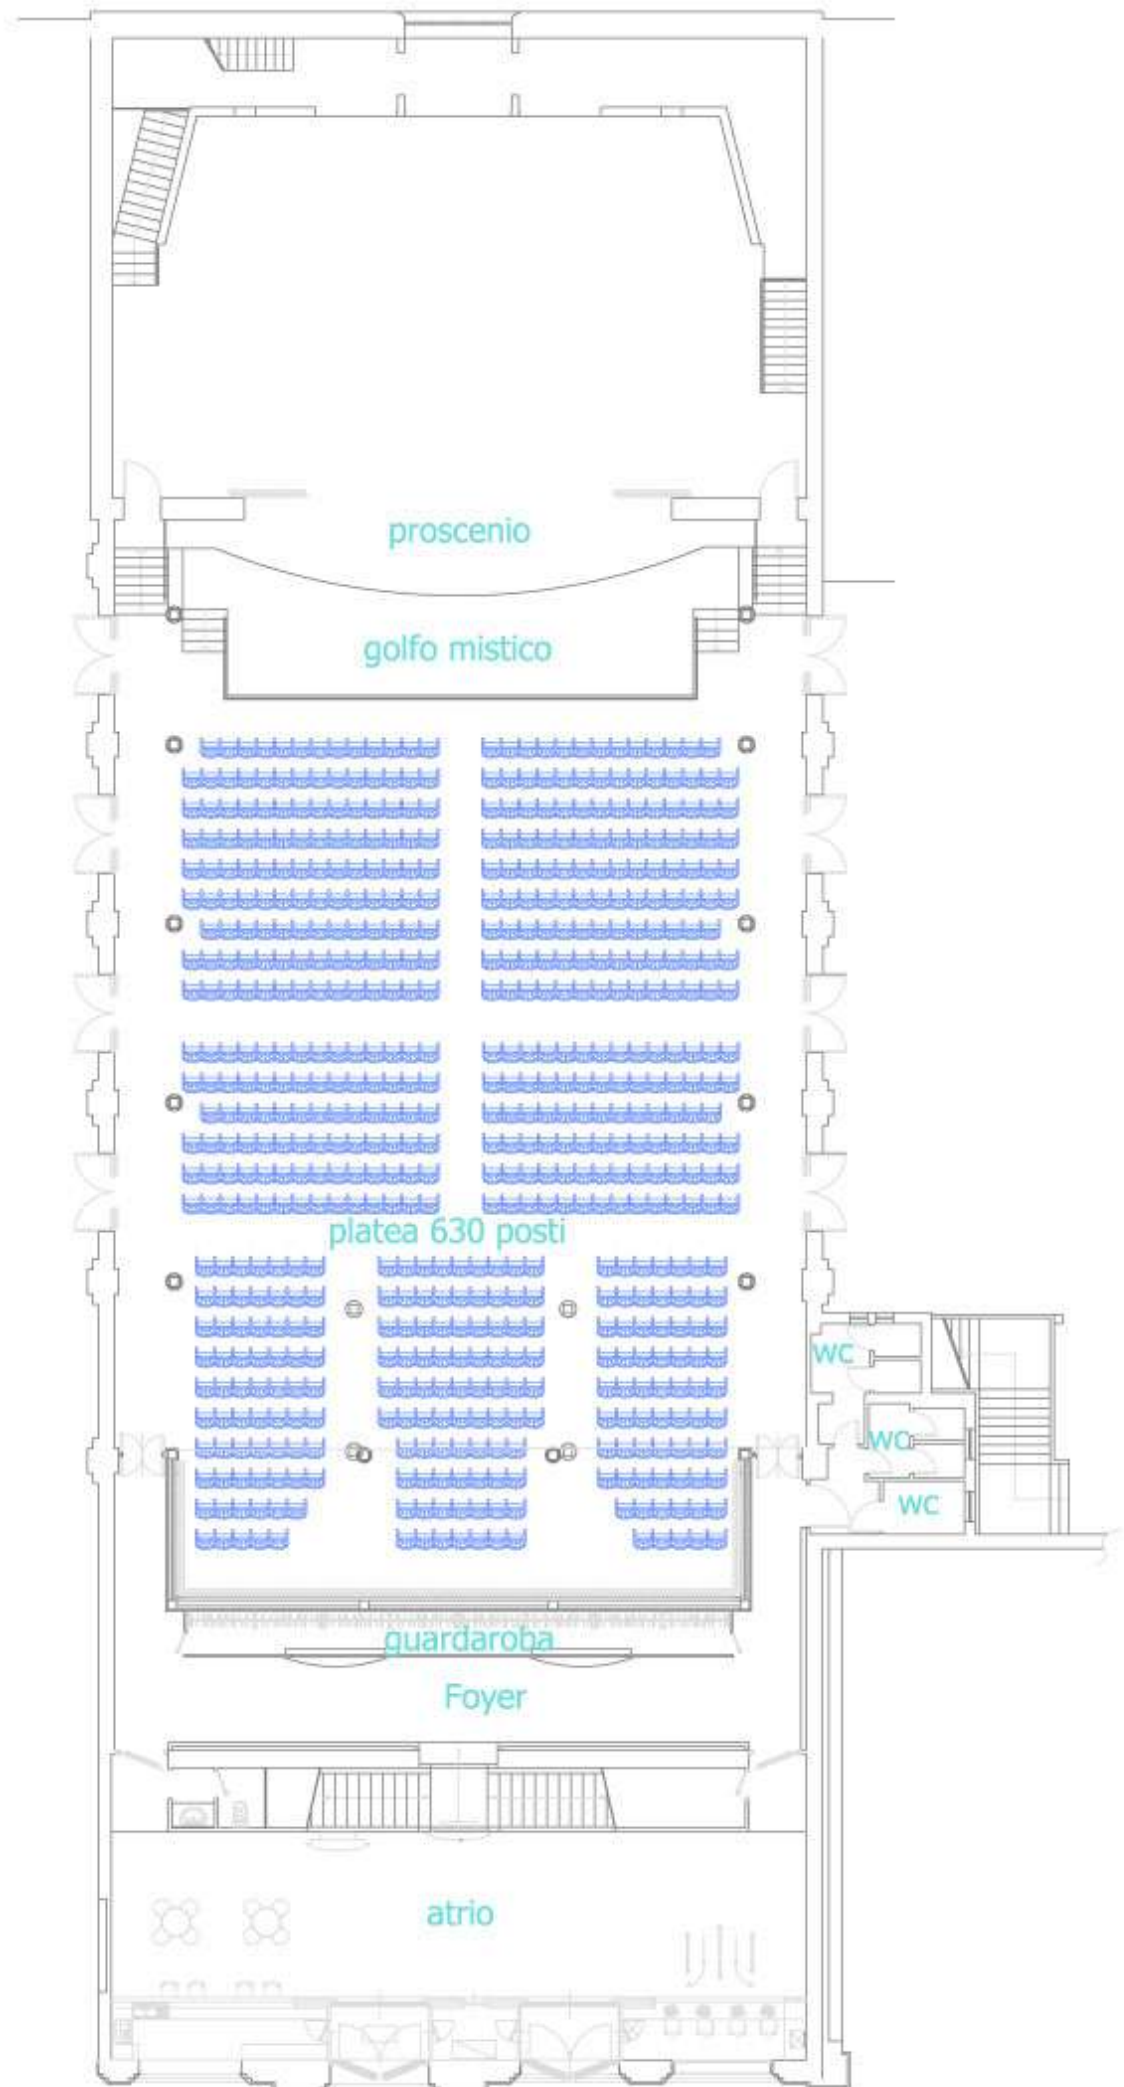 proscenio
golfo mistico
platea 630 posti
wc
wc
wc
guardaroba
Foyer
atrio